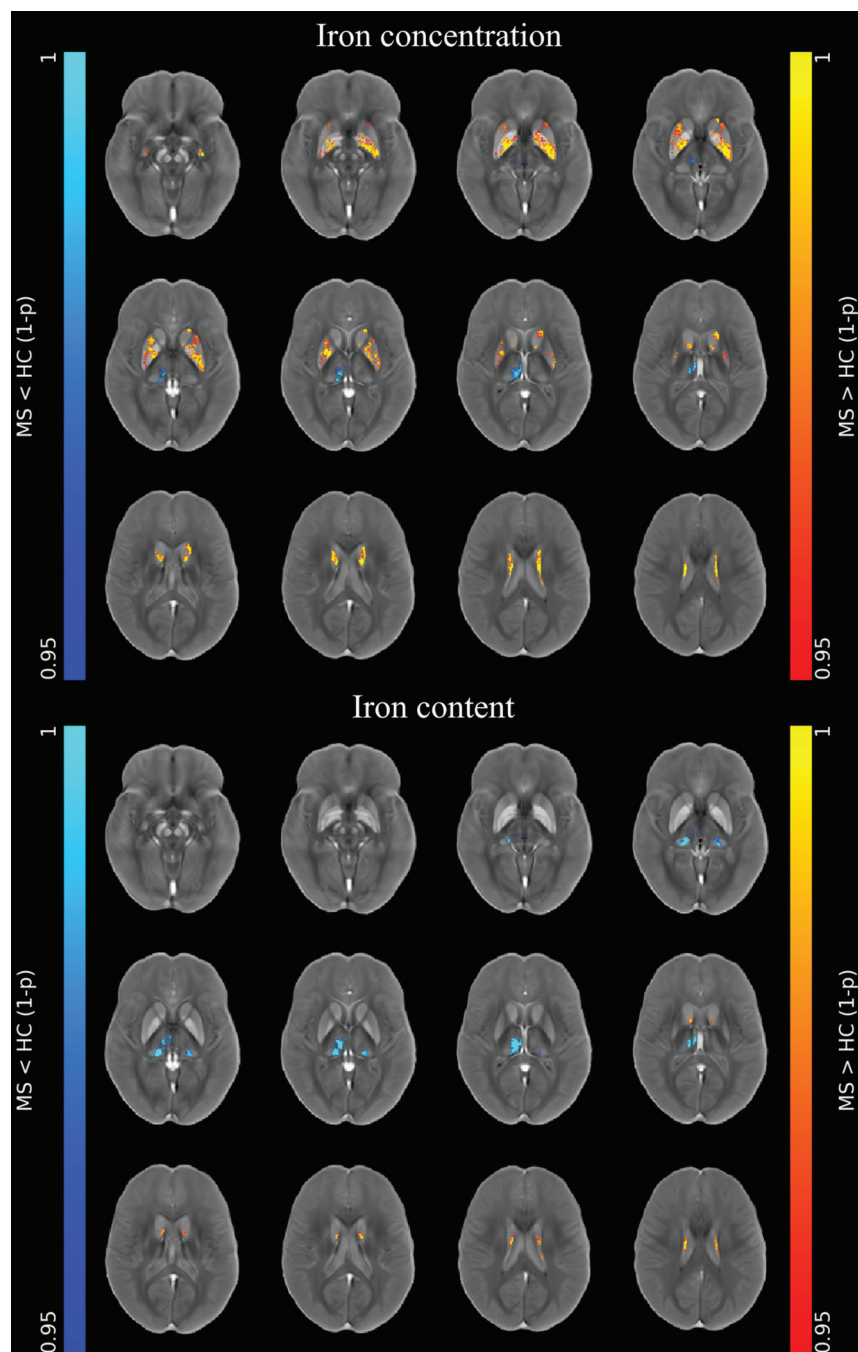 Iron concentration
1
MS < HC (1-p)
0.95
1
MS > HC (1-p)
0.95
Iron content
1
MS < HC (1-p)
0.95
1
MS > HC (1-p)
0.95